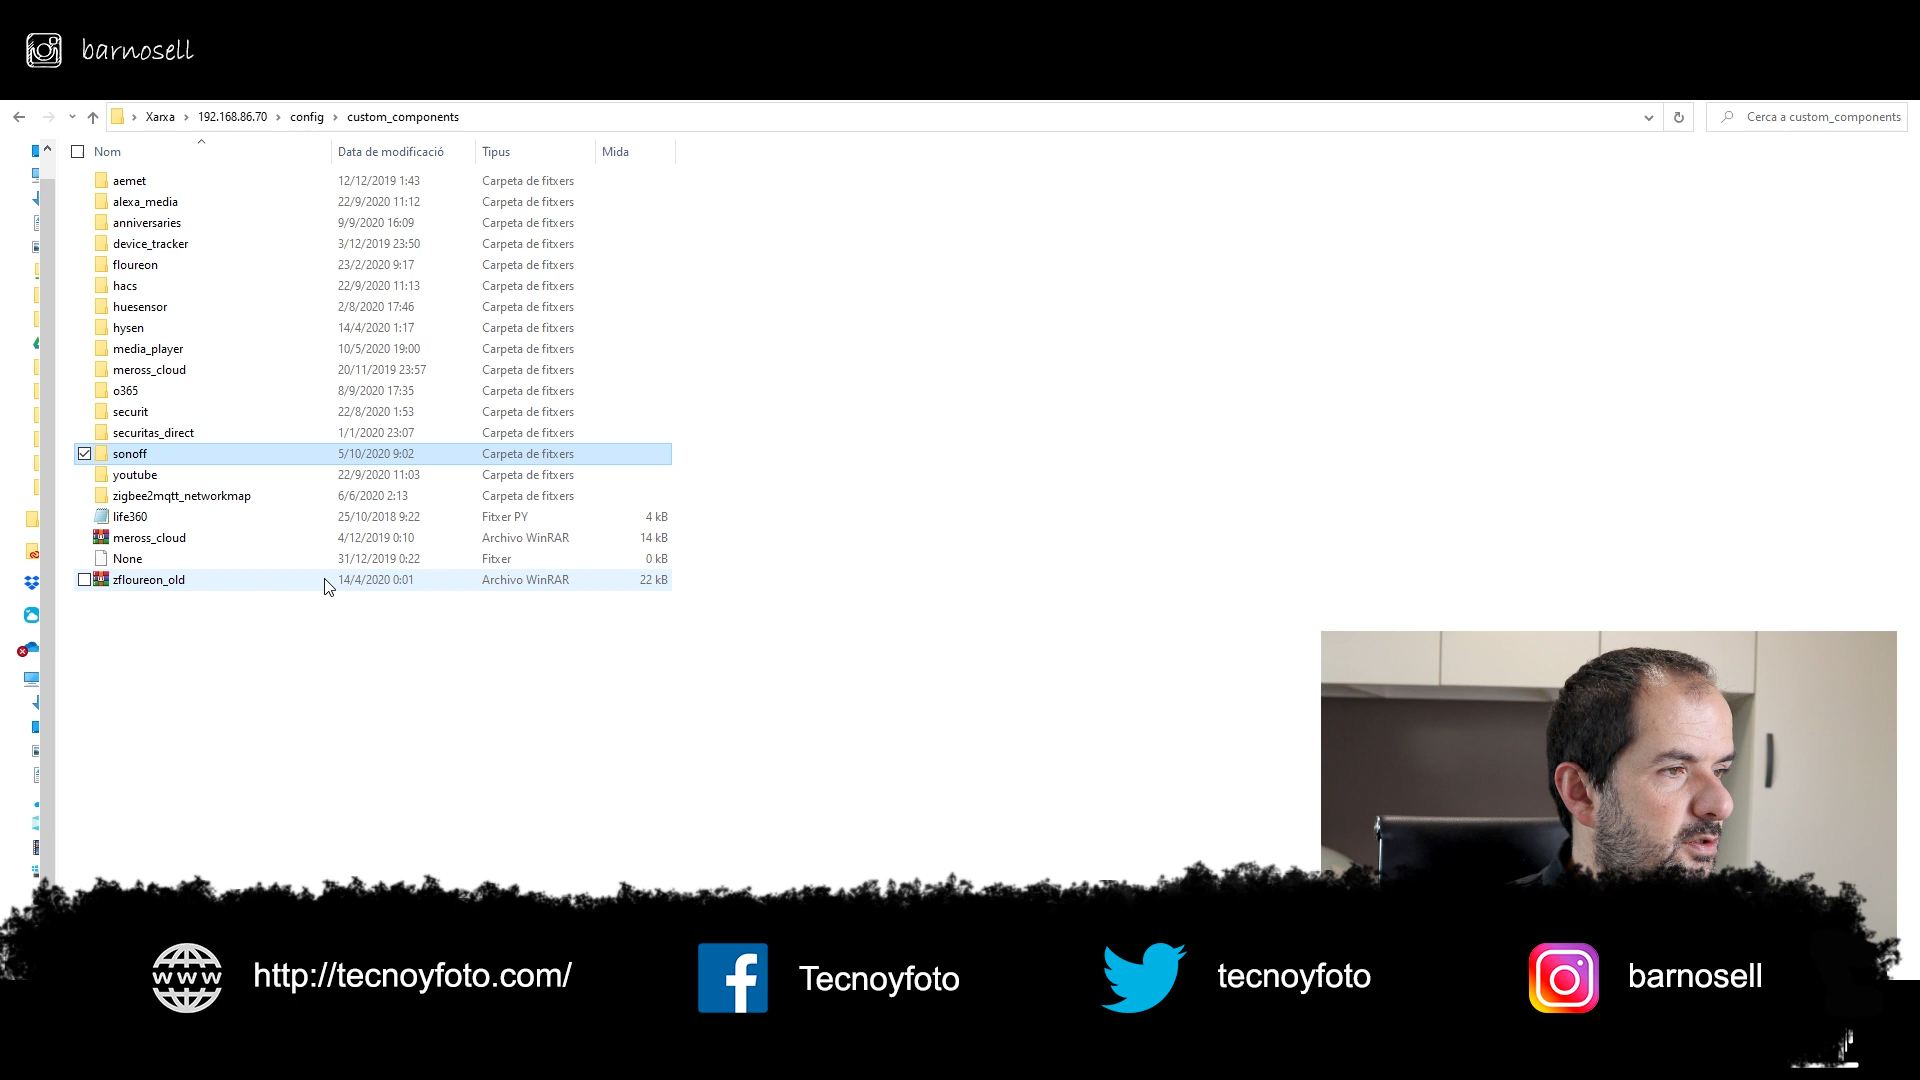 barnosell
Xarxa 192.168.86.70 config custom_components
Cerca a custom_components
Nom Data de modificació Tipus Mida
aemet 12/12/2019 1:43 Carpeta de fitxers
alexa_media 22/9/2020 11:12 Carpeta de fitxers
anniversaries 9/9/2020 16:09 Carpeta de fitxers
device_tracker 3/12/2019 23:50 Carpeta de fitxers
floureon 23/2/2020 9:17 Carpeta de fitxers
hacs 22/9/2020 11:13 Carpeta de fitxers
huesensor 2/8/2020 17:46 Carpeta de fitxers
hysen 14/4/2020 1:17 Carpeta de fitxers
media_player 10/5/2020 19:00 Carpeta de fitxers
meross_cloud 20/11/2019 23:57 Carpeta de fitxers
o365 8/9/2020 17:35 Carpeta de fitxers
securit 22/8/2020 1:53 Carpeta de fitxers
securitas_direct 1/1/2020 23:07 Carpeta de fitxers
sonoff 5/10/2020 9:02 Carpeta de fitxers
youtube 22/9/2020 11:03 Carpeta de fitxers
zigbee2mqtt_networkmap 6/6/2020 2:13 Carpeta de fitxers
life360 25/10/2018 9:22 Fitxer PY 4 kB
meross_cloud 4/12/2019 0:10 Archivo WinRAR 14 kB
None 31/12/2019 0:22 Fitxer 0 kB
zfloureon_old 14/4/2020 0:01 Archivo WinRAR 22 kB
WWW http://tecnoyfoto.com/ Tecnoyfoto tecnoyfoto barnosell